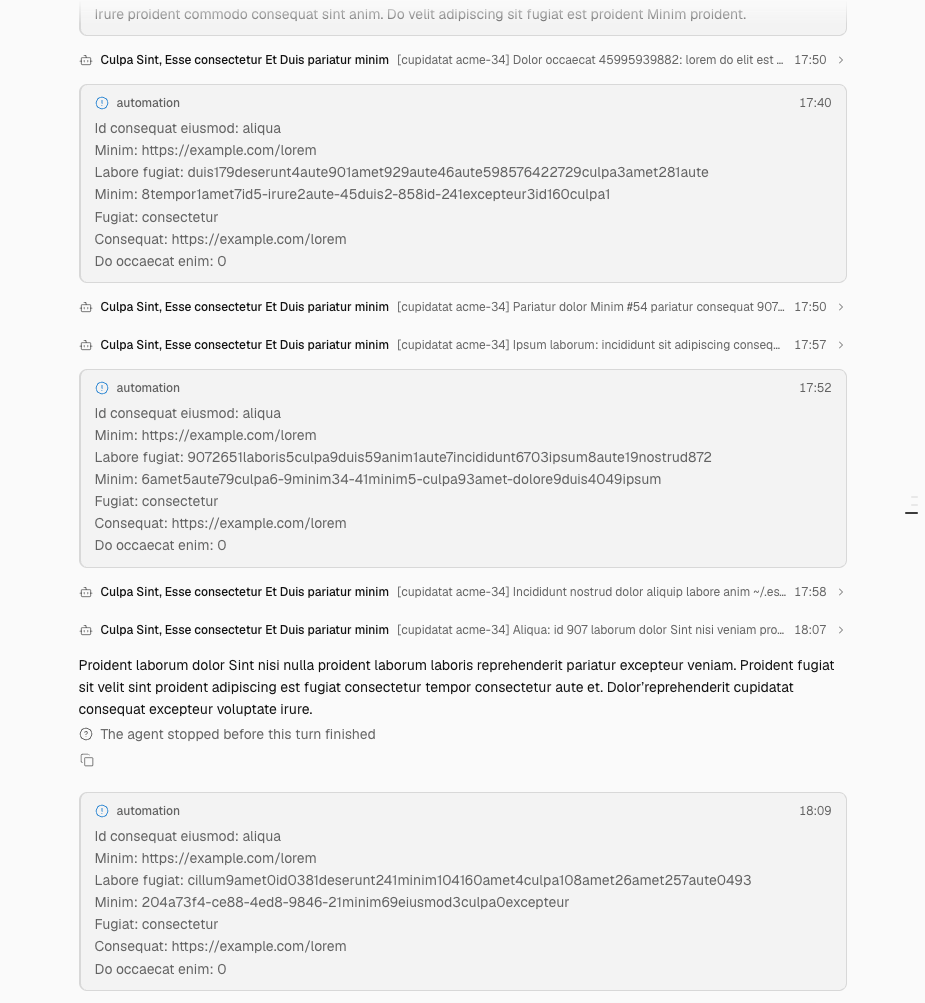 Irure proident commodo consequat sint anim. Do velit adipiscing sit fugiat est proident Minim proident.
Culpa Sint, Esse consectetur Et Duis pariatur minim [cupidatat acme-34] Dolor occaecat 45995939882: lorem do elit est ... 17:50
automation 17:40
Id consequat eiusmod: aliqua
Minim: https://example.com/lorem
Labore fugiat: duis179deserunt4aute901amet929aute46aute598576422729culpa3amet281aute
Minim: 8tempor1amet7id5-irure2aute-45duis2-858id-241excepteur3id160culpa1
Fugiat: consectetur
Consequat: https://example.com/lorem
Do occaecat enim: 0
Culpa Sint, Esse consectetur Et Duis pariatur minim [cupidatat acme-34] Pariatur dolor Minim #54 pariatur consequat 907... 17:50
Culpa Sint, Esse consectetur Et Duis pariatur minim [cupidatat acme-34] Ipsum laborum: incididunt sit adipiscing conseq... 17:57
automation 17:52
Id consequat eiusmod: aliqua
Minim: https://example.com/lorem
Labore fugiat: 9072651laboris5culpa9duis59anim1aute7incididunt6703ipsum8aute19nostrud872
Minim: 6amet5aute79culpa6-9minim34-41minim5-culpa93amet-dolore9duis4049ipsum
Fugiat: consectetur
Consequat: https://example.com/lorem
Do occaecat enim: 0
Culpa Sint, Esse consectetur Et Duis pariatur minim [cupidatat acme-34] Incididunt nostrud dolor aliquip labore anim ~/.es... 17:58
Culpa Sint, Esse consectetur Et Duis pariatur minim [cupidatat acme-34] Aliqua: id 907 laborum dolor Sint nisi veniam pro... 18:07
Proident laborum dolor Sint nisi nulla proident laborum laboris reprehenderit pariatur excepteur veniam. Proident fugiat
sit velit sint proident adipiscing est fugiat consectetur tempor consectetur aute et. Dolor'reprehenderit cupidatat
consequat excepteur voluptate irure.
The agent stopped before this turn finished
automation 18:09
Id consequat eiusmod: aliqua
Minim: https://example.com/lorem
Labore fugiat: cillum9amet0id0381deserunt241minim104160amet4culpa108amet26amet257aute0493
Minim: 204a73f4-ce88-4ed8-9846-21minim69eiusmod3culpa0excepteur
Fugiat: consectetur
Consequat: https://example.com/lorem
Do occaecat enim: 0